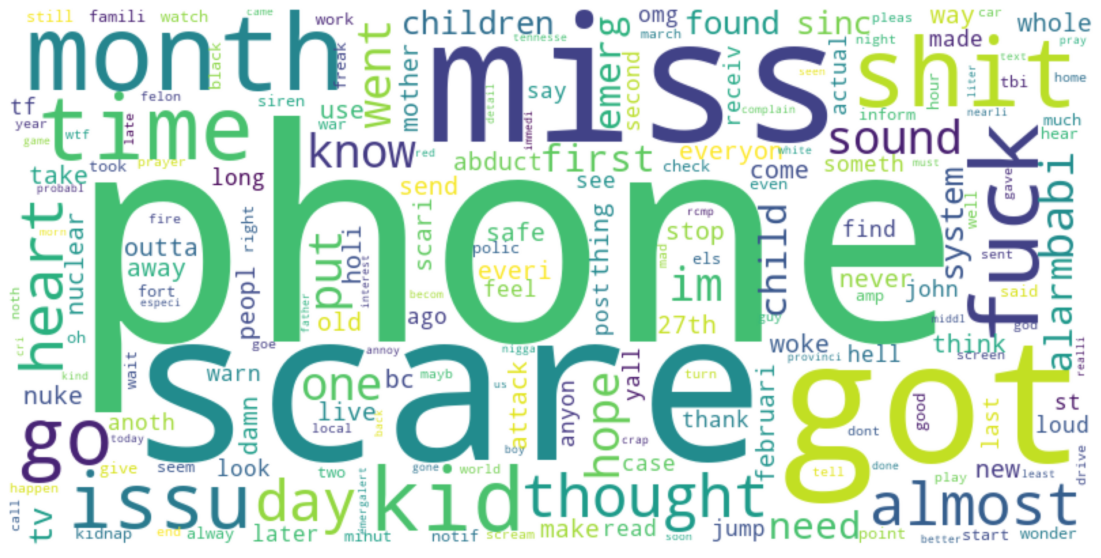 still famili watch
month
freak
work
black
went
children
mother
miss
tennesse
detail
immedi
omg
march
say
emerg
second
found
receiv
complain
seen
sinc
night
actual
way
pleas
car
made
whole
shit
text
pray
tbi
home
hour
liter
nearli
inform
much
hear
tf
year
game
wtf
felon
late
time
siren
use
war
know
red
abduct
first
everyon
check
white
come
even
sound
someth
must
take
probabl
took
prayer
long
send
see
phone
fire
outta
away
fort
especi
right
peopl
put
holi
interest
scari
safe
polic
everi
feel
becom
post
thing
rcmp
stop
els
mad
im
child
find
never
amp
guy
john
middl
system
well
gave
sent
fuck
said
god
alarmbabi
realli
heart
nuclear
morn
noth
oh
cri
kind
father
old
ago
27th
goe
annoy
scare
nigga
us
mayb
woke
provinci
hell
think
screen
wait
warn
nuke
anoth
today
go
damn
look
one
live
local
bc
back
attack
boy
anyon
hope
yall
crap
case
turn
thank
februari
got
dont
good
tell
done
last
st
loud
new
least
drive
give
seem
two
gone
world
happen
call
tv
kidnap
end
alway
issu
day
later
emergalert
minut
kid
notif
scream
thought
make
read
soon
jump
need
point
play
almost
better
start
wonder